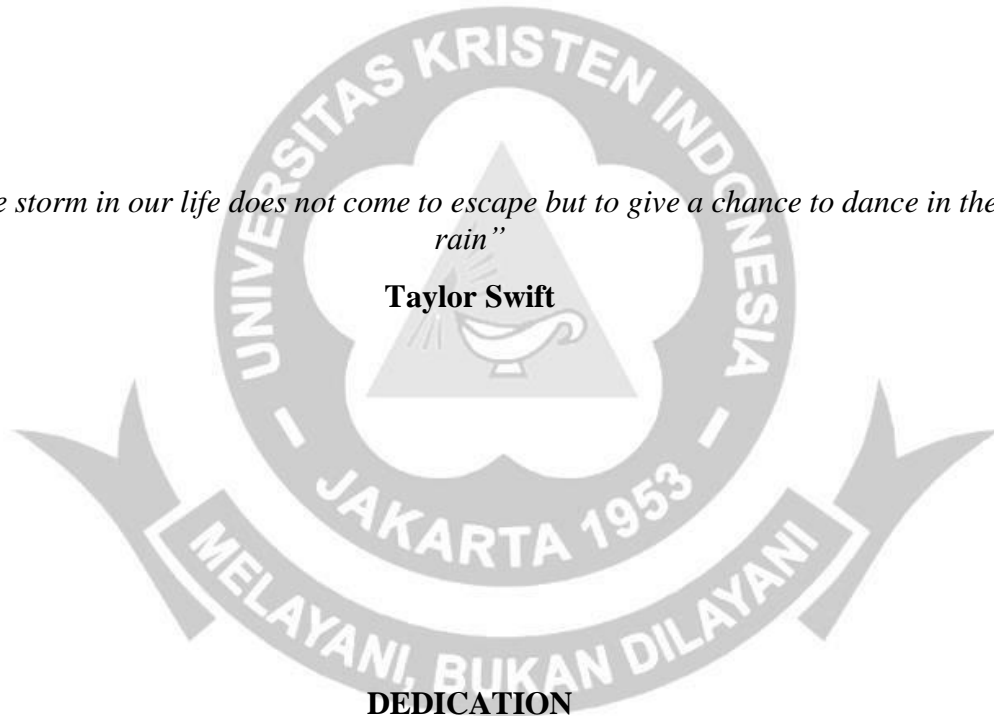 UNIVERSITAS KRISTEN INDONESIA
e storm in our life does not come to escape but to give a chance to dance in the
rain”
Taylor Swift
- JAKARTA 1953 -
MELAYANI, BUKAN DILAYANI
DEDICATION